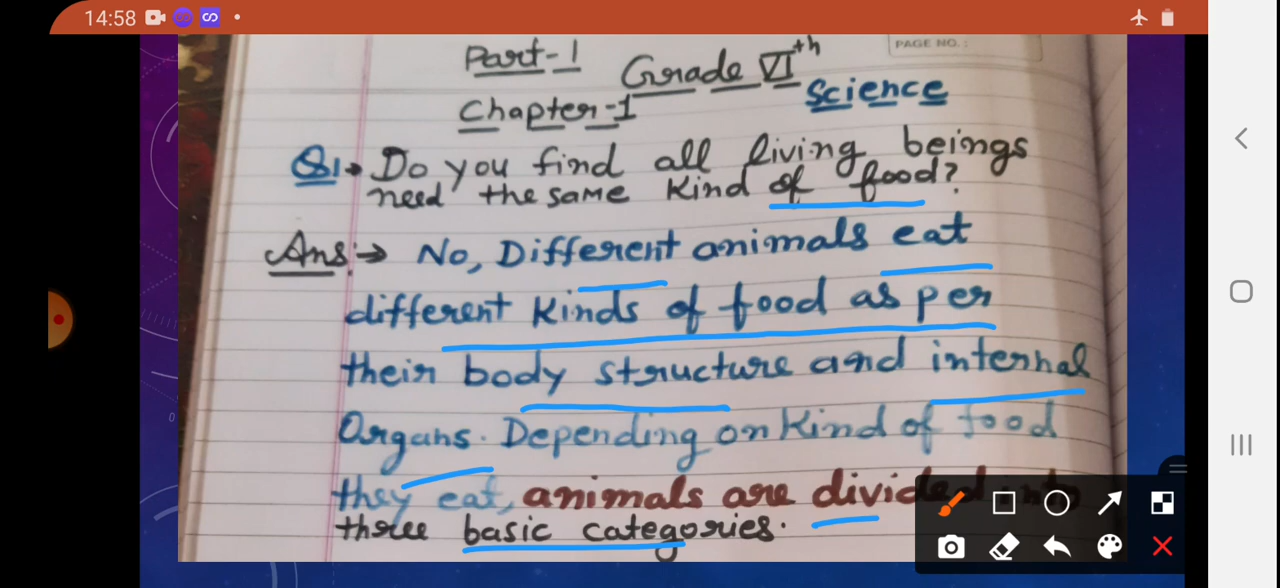 14:58
Part-1
Grade VIth
PAGE NO.:
Chapter-1
Science
Q1→ Do you find all living beings
need the same kind of food?
Ans:→ No, Different animals eat
different kinds of food as per
their body structure and internal
Organs. Depending on kind of food
they eat, animals are divided into
three basic categories.